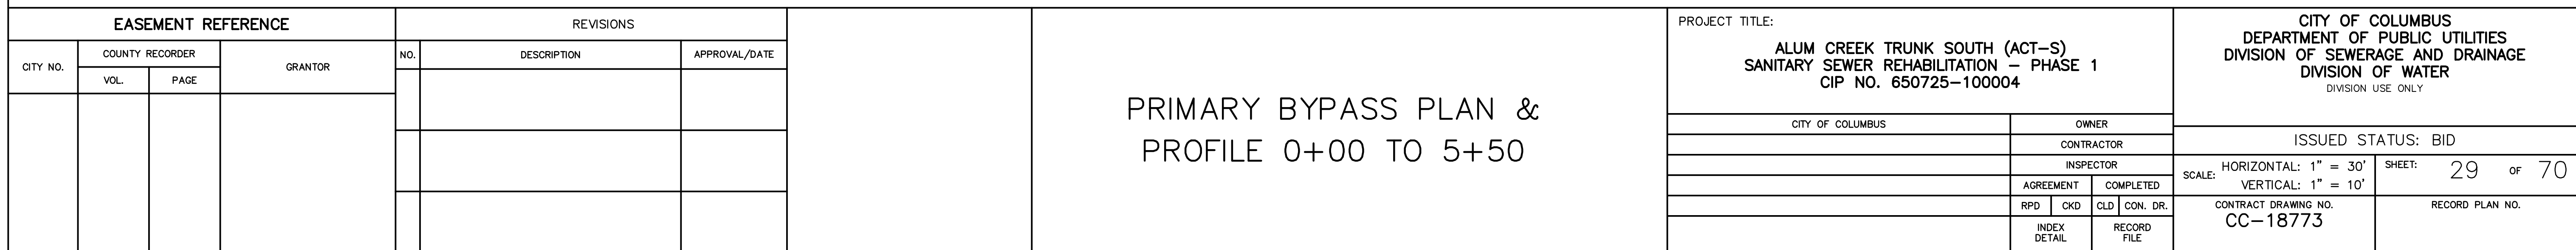 EASEMENT REFERENCE
CITY NO.
COUNTY RECORDER
VOL.
PAGE
GRANTOR
REVISIONS
NO.
DESCRIPTION
APPROVAL/DATE
PRIMARY BYPASS PLAN &
PROFILE 0+00 TO 5+50
PROJECT TITLE:
ALUM CREEK TRUNK SOUTH (ACT-S)
SANITARY SEWER REHABILITATION – PHASE 1
CIP NO. 650725-100004
CITY OF COLUMBUS
OWNER
CONTRACTOR
INSPECTOR
AGREEMENT
COMPLETED
RPD
CKD
CLD
CON. DR.
INDEX
DETAIL
RECORD
FILE
CITY OF COLUMBUS
DEPARTMENT OF PUBLIC UTILITIES
DIVISION OF SEWERAGE AND DRAINAGE
DIVISION OF WATER
DIVISION USE ONLY
ISSUED STATUS: BID
SCALE:
HORIZONTAL: 1" = 30'
VERTICAL: 1" = 10'
SHEET: 29 OF 70
CONTRACT DRAWING NO.
CC-18773
RECORD PLAN NO.